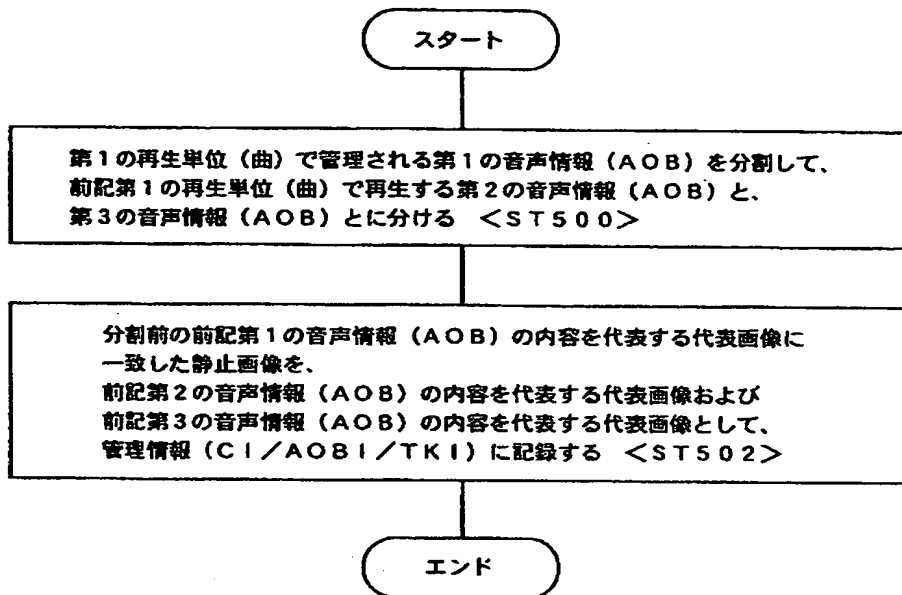 スタート
第1の再生単位(曲)で管理される第1の音声情報(AOB)を分割して、
前記第1の再生単位(曲)で再生する第2の音声情報(AOB)と、
第3の音声情報(AOB)とに分ける <ST500>
分割前の前記第1の音声情報(AOB)の内容を代表する代表画像に
一致した静止画像を、
前記第2の音声情報(AOB)の内容を代表する代表画像および
前記第3の音声情報(AOB)の内容を代表する代表画像として、
管理情報(CI/AOBI/TKI)に記録する <ST502>
エンド